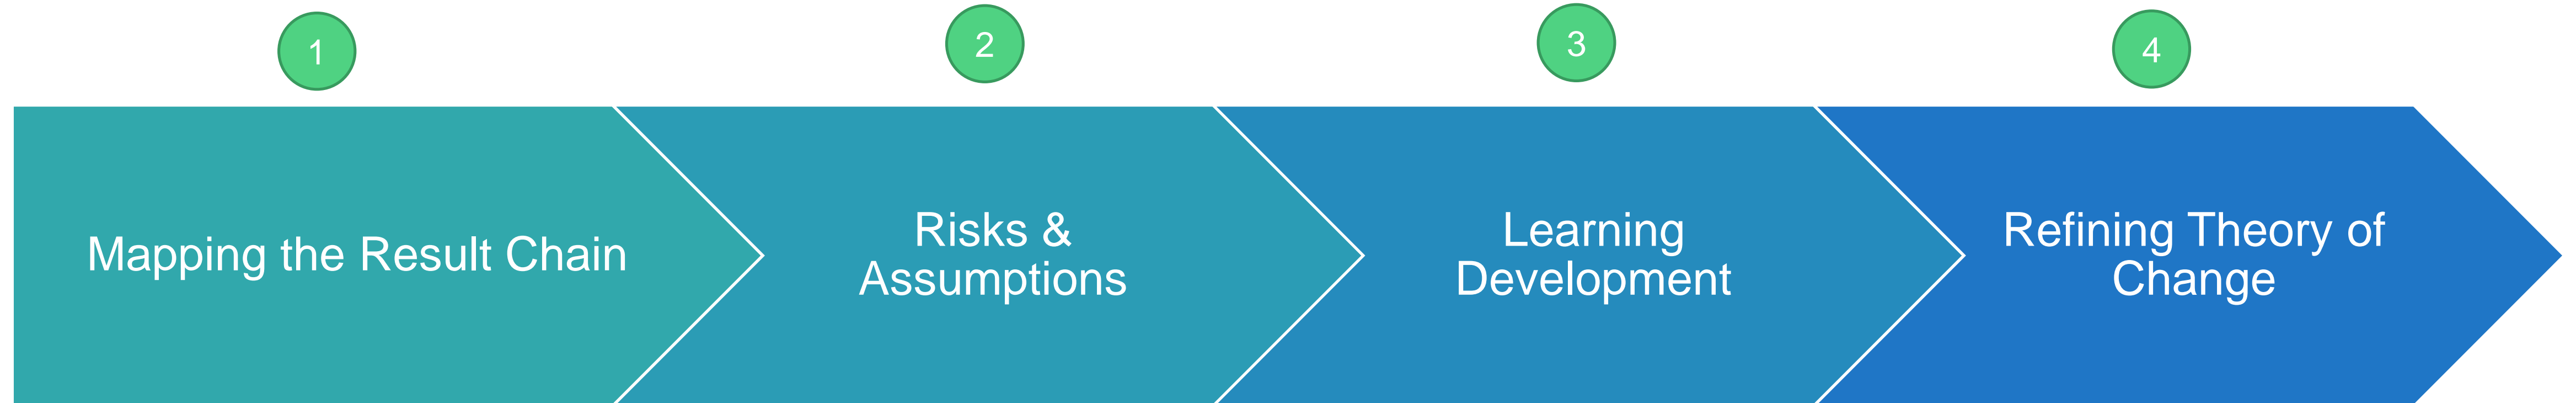 1
2
3
4
Mapping the Result Chain
Risks &
Assumptions
Learning
Development
Refining Theory of
Change